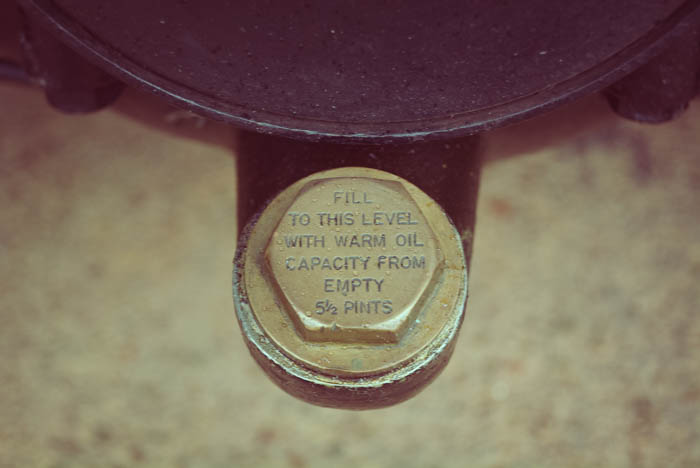 FILL
TO THIS LEVEL
WITH WARM OIL
CAPACITY FROM
EMPTY
5½ PINTS